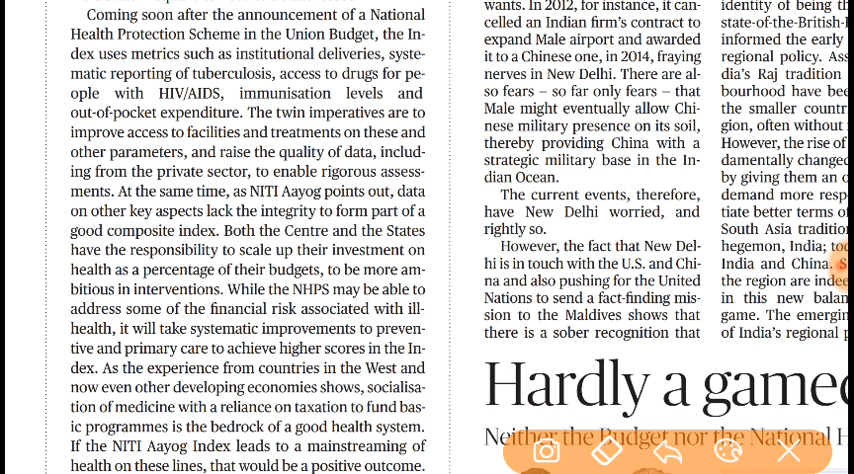 Coming soon after the announcement of a National
Health Protection Scheme in the Union Budget, the In-
dex uses metrics such as institutional deliveries, syste-
matic reporting of tuberculosis, access to drugs for pe-
ople with HIV/AIDS, immunisation levels and
out-of-pocket expenditure. The twin imperatives are to
improve access to facilities and treatments on these and
other parameters, and raise the quality of data, includ-
ing from the private sector, to enable rigorous assess-
ments. At the same time, as NITI Aayog points out, data
on other key aspects lack the integrity to form part of a
good composite index. Both the Centre and the States
have the responsibility to scale up their investment on
health as a percentage of their budgets, to be more am-
bitious in interventions. While the NHPS may be able to
address some of the financial risk associated with ill-
health, it will take systematic improvements to preven-
tive and primary care to achieve higher scores in the In-
dex. As the experience from countries in the West and
now even other developing economies shows, socialisa-
tion of medicine with a reliance on taxation to fund bas-
ic programmes is the bedrock of a good health system.
If the NITI Aayog Index leads to a mainstreaming of
health on these lines, that would be a positive outcome.
wants. In 2012, for instance, it can-
celled an Indian firm's contract to
expand Male airport and awarded
it to a Chinese one, in 2014, fraying
nerves in New Delhi. There are al-
so fears – so far only fears – that
Male might eventually allow Chi-
nese military presence on its soil,
thereby providing China with a
strategic military base in the In-
dian Ocean.
The current events, therefore,
have New Delhi worried, and
rightly so.
However, the fact that New Del-
hi is in touch with the U.S. and Chi-
na and also pushing for the United
Nations to send a fact-finding mis-
sion to the Maldives shows that
there is a sober recognition that
identity of being
state-of-the-British-
informed the early
regional policy.
dia's Raj tradition
bourhood have
the smaller
gion, often without
However, the rise of
damentally
by giving them an
demand more
tiate better terms
South Asia
hegemon, India;
India and China.
the region are
in this new
game. The
of India's regional
Hardly a
Neither the Budget nor the National